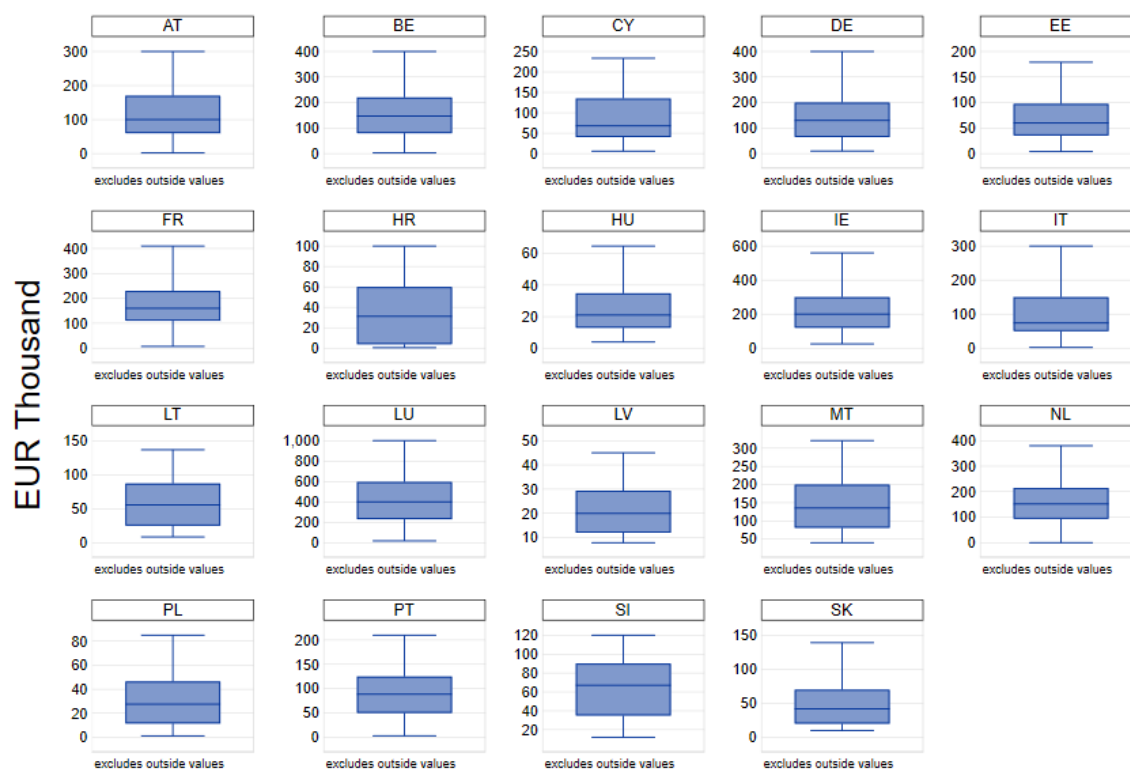 EUR Thousand
AT
300
200
100
0
excludes outside values
BE
400
300
200
100
0
excludes outside values
CY
250
200
150
100
50
0
excludes outside values
DE
400
300
200
100
0
excludes outside values
EE
200
150
100
50
0
excludes outside values
FR
400
300
200
100
0
excludes outside values
HR
100
80
60
40
20
0
excludes outside values
HU
60
40
20
0
excludes outside values
IE
600
400
200
0
excludes outside values
IT
300
200
100
0
excludes outside values
LT
150
100
50
0
excludes outside values
LU
1,000
800
600
400
200
0
excludes outside values
LV
50
40
30
20
10
excludes outside values
MT
300
250
200
150
100
50
excludes outside values
NL
400
300
200
100
0
excludes outside values
PL
80
60
40
20
0
excludes outside values
PT
200
150
100
50
0
excludes outside values
SI
120
100
80
60
40
20
excludes outside values
SK
150
100
50
0
excludes outside values